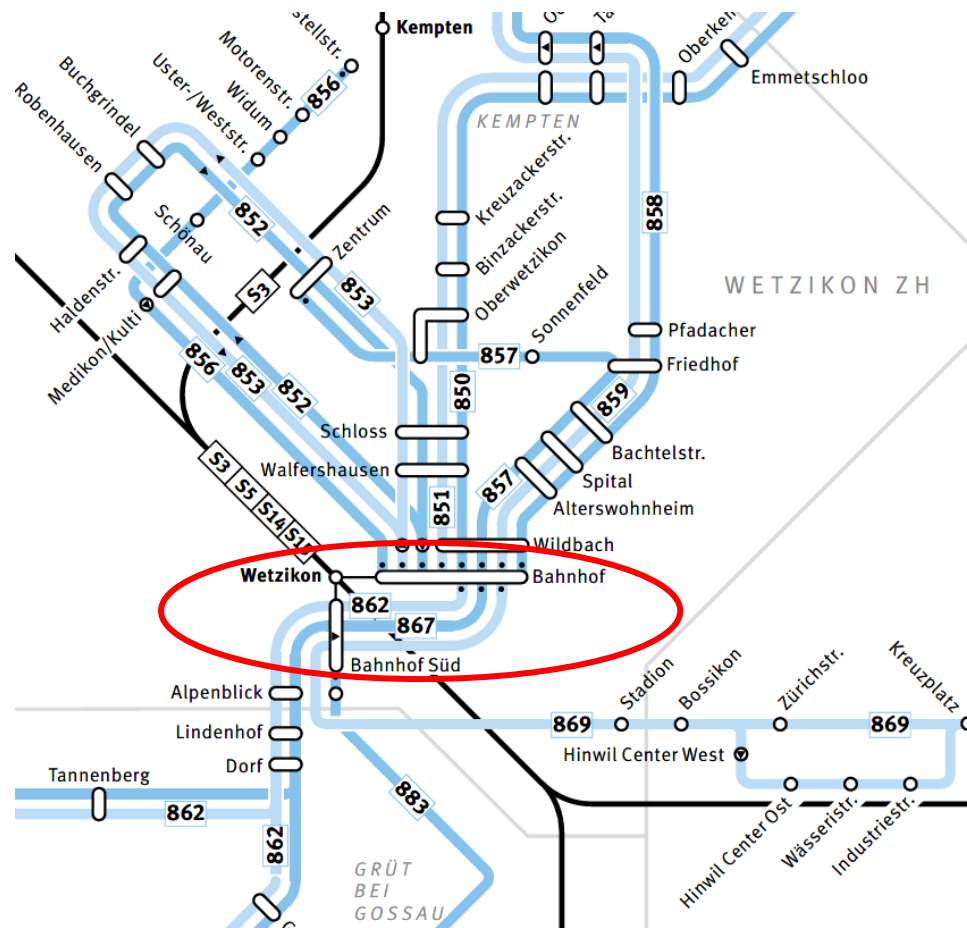 Kempten
Motorenstr.
856
Widum
Uster-/Weststr.
Buchgrindel
Robenhausen
Oberken
Emmetschloo
KEMPTEN
Kreuzackerstr.
Binzackerstr.
Oberwetzikon
Sonnenfeld
852
Schönau
Zentrum
858
853
S3
WETZIKON ZH
Haldenstr.
Medikon/Kulti
Pfadacher
857
Friedhof
856
853
852
850
859
Schloss
Bachtelstr.
Walfershausen
Spital
857
Alterswohnheim
S3
S5
S14
851
Wildbach
Wetzikon
Bahnhof
862
867
Bahnhof Süd
Alpenblick
Stadion
Bossikon
Zürichstr.
Kreuzplatz
869
869
Lindenhof
Hinwil Center West
Dorf
Tannenberg
883
862
862
Hinwil Center Ost
Wässeristr.
Industriestr.
GRÜT
BEI
GOSSAU